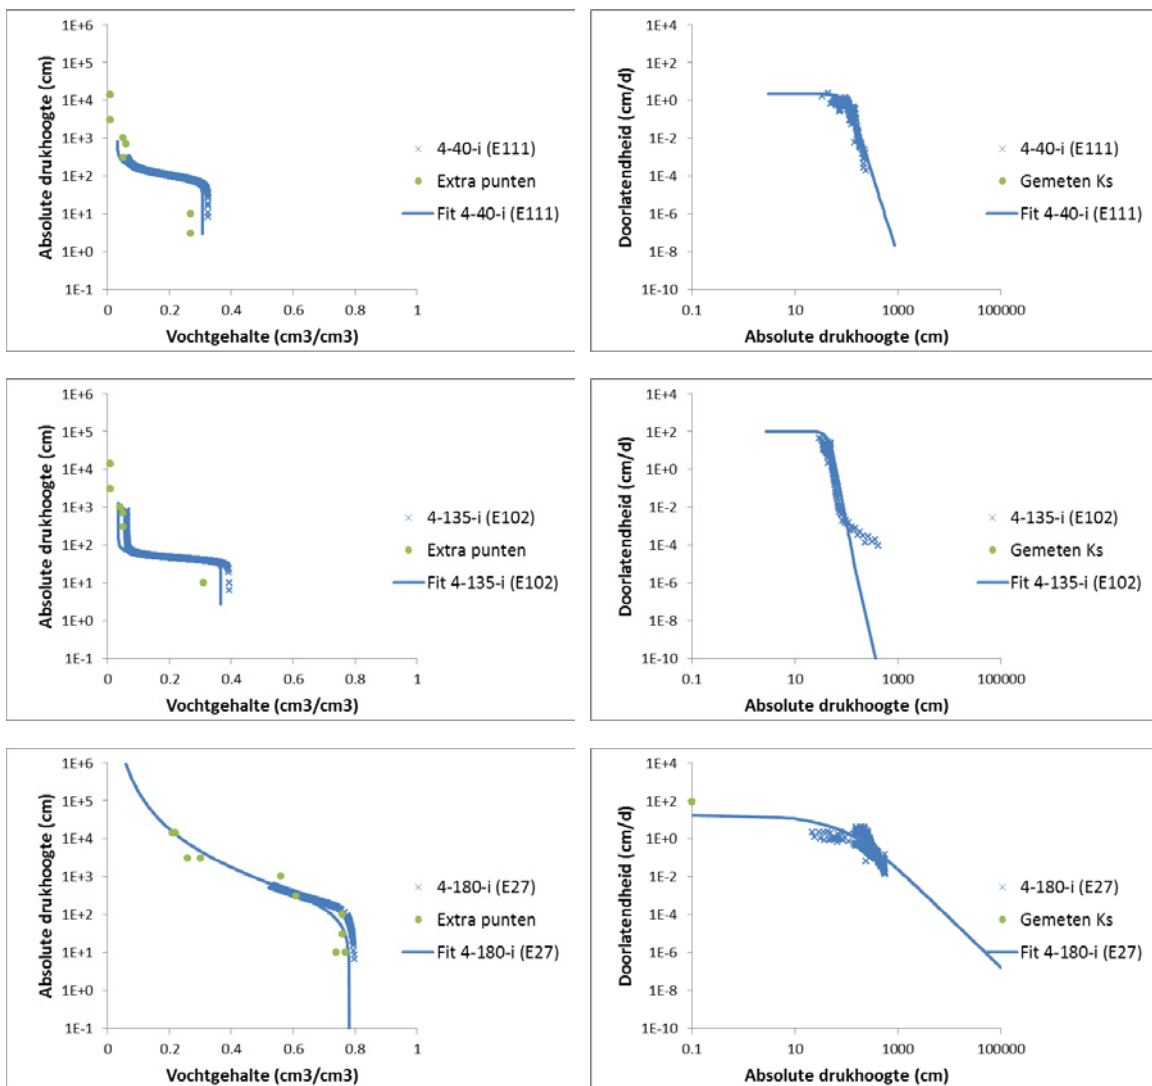 1E+6
1E+5
1E+4
1E+3
1E+2
1E+1
1E+0
1E-1
Absolute drukhoogte (cm)
0 0.2 0.4 0.6 0.8 1
Vochtgehalte (cm3/cm3)
4-40-i (E111)
Extra punten
Fit 4-40-i (E111)
1E+4
1E+2
1E+0
1E-2
1E-4
1E-6
1E-8
1E-10
Doorlatendheid (cm/d)
0.1 10 1000 100000
Absolute drukhoogte (cm)
4-40-i (E111)
Gemeten Ks
Fit 4-40-i (E111)
1E+6
1E+5
1E+4
1E+3
1E+2
1E+1
1E+0
1E-1
Absolute drukhoogte (cm)
0 0.2 0.4 0.6 0.8 1
Vochtgehalte (cm3/cm3)
4-135-i (E102)
Extra punten
Fit 4-135-i (E102)
1E+4
1E+2
1E+0
1E-2
1E-4
1E-6
1E-8
1E-10
Doorlatendheid (cm/d)
0.1 10 1000 100000
Absolute drukhoogte (cm)
4-135-i (E102)
Gemeten Ks
Fit 4-135-i (E102)
1E+6
1E+5
1E+4
1E+3
1E+2
1E+1
1E+0
1E-1
Absolute drukhoogte (cm)
0 0.2 0.4 0.6 0.8 1
Vochtgehalte (cm3/cm3)
4-180-i (E27)
Extra punten
Fit 4-180-i (E27)
1E+4
1E+2
1E+0
1E-2
1E-4
1E-6
1E-8
1E-10
Doorlatendheid (cm/d)
0.1 10 1000 100000
Absolute drukhoogte (cm)
4-180-i (E27)
Gemeten Ks
Fit 4-180-i (E27)